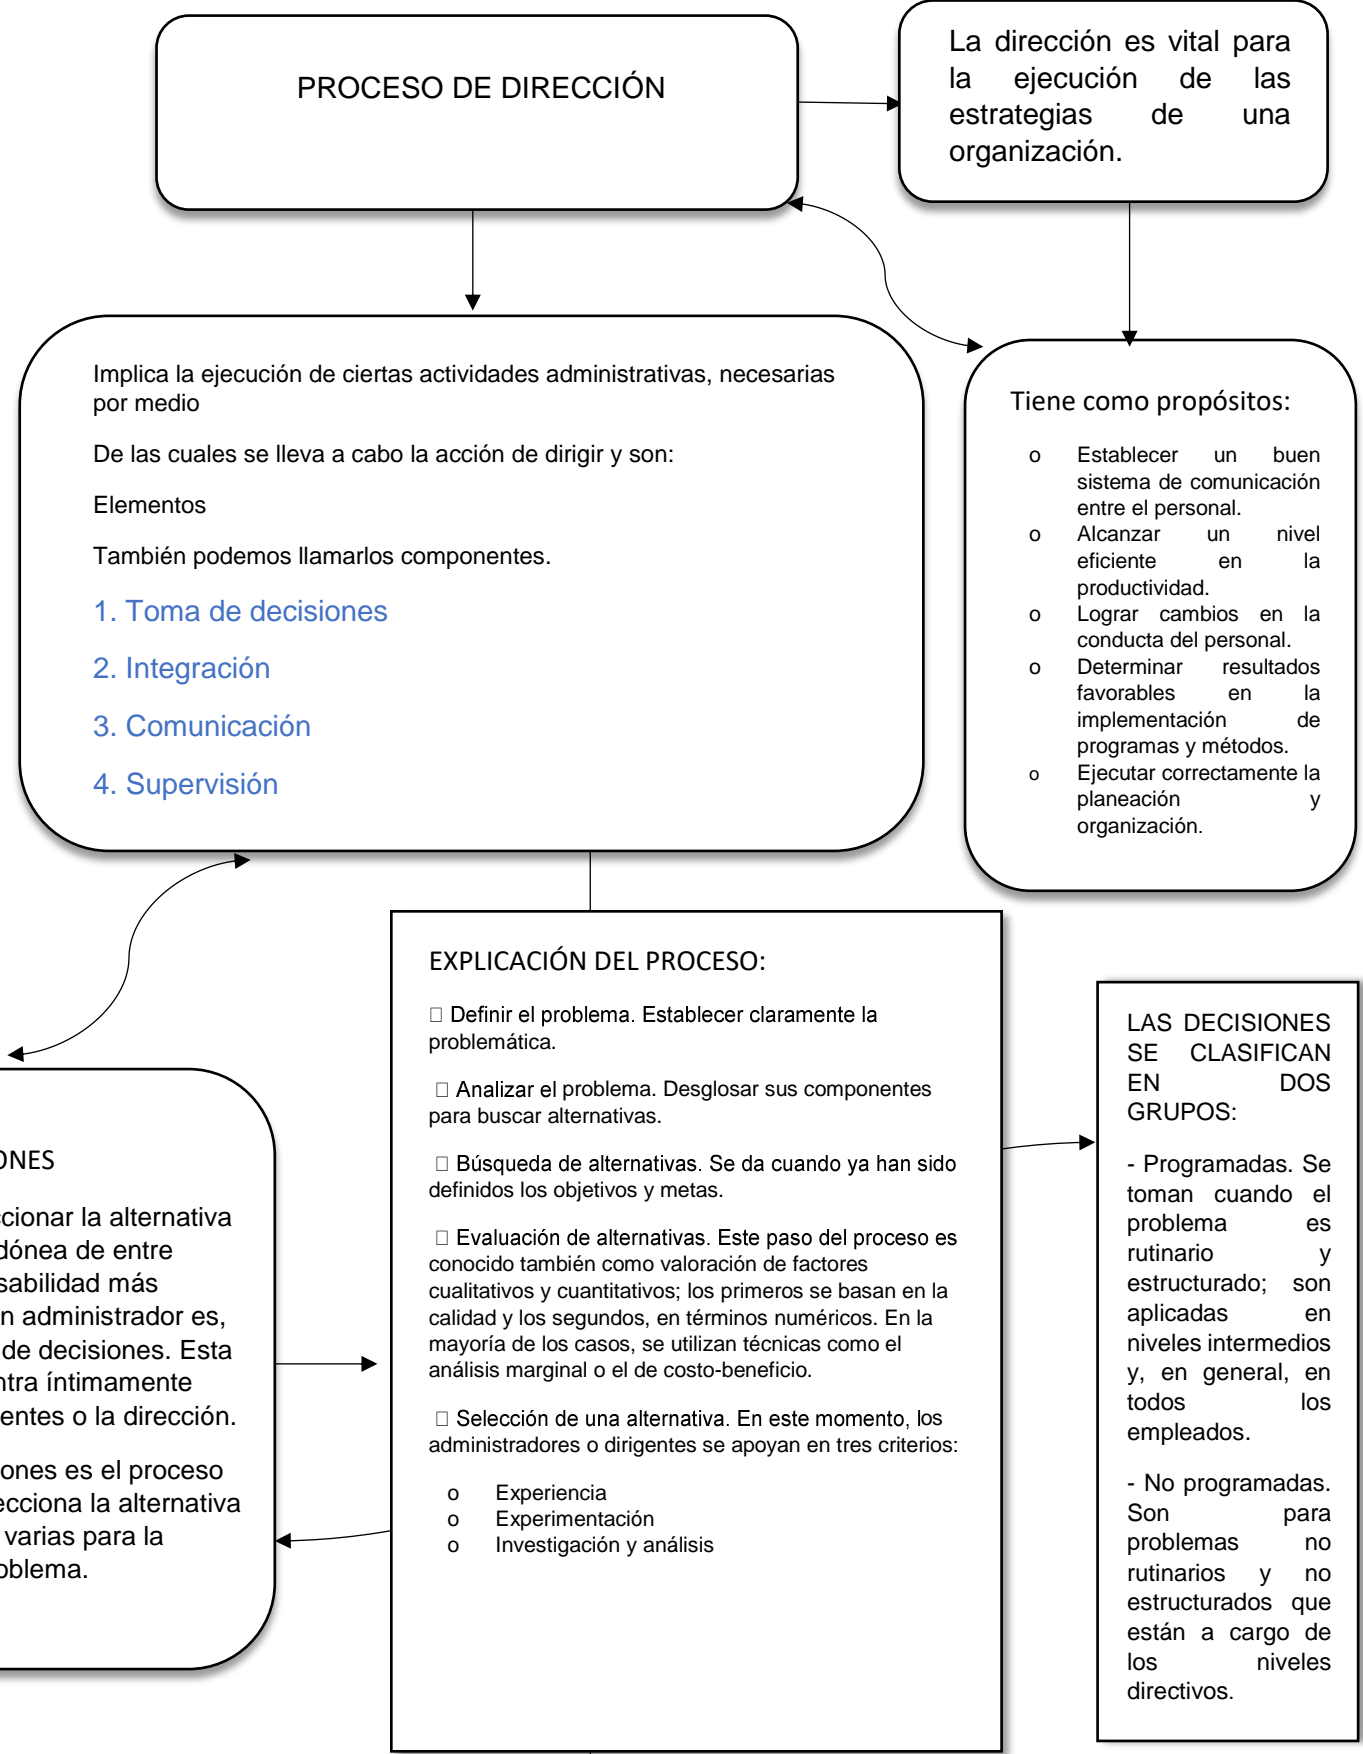 PROCESO DE DIRECCIÓN
La dirección es vital para
la ejecución de las
estrategias de una
organización.
Implica la ejecución de ciertas actividades administrativas, necesarias
por medio
De las cuales se lleva a cabo la acción de dirigir y son:
Elementos
También podemos llamarlos componentes.
1. Toma de decisiones
2. Integración
3. Comunicación
4. Supervisión
Tiene como propósitos:
o Establecer un buen
sistema de comunicación
entre el personal.
o Alcanzar un nivel
eficiente en la
productividad.
o Lograr cambios en la
conducta del personal.
o Determinar resultados
favorables en la
implementación de
programas y métodos.
o Ejecutar correctamente la
planeación y
organización.
EXPLICACIÓN DEL PROCESO:
□ Definir el problema. Establecer claramente la
problemática.
□ Analizar el problema. Desglosar sus componentes
para buscar alternativas.
□ Búsqueda de alternativas. Se da cuando ya han sido
definidos los objetivos y metas.
□ Evaluación de alternativas. Este paso del proceso es
conocido también como valoración de factores
cualitativos y cuantitativos; los primeros se basan en la
calidad y los segundos, en términos numéricos. En la
mayoría de los casos, se utilizan técnicas como el
análisis marginal o el de costo-beneficio.
□ Selección de una alternativa. En este momento, los
administradores o dirigentes se apoyan en tres criterios:
o Experiencia
o Experimentación
o Investigación y análisis
LAS DECISIONES
SE CLASIFICAN
EN DOS
GRUPOS:
- Programadas. Se
toman cuando el
problema es
rutinario y
estructurado; son
aplicadas en
niveles intermedios
y, en general, en
todos los
empleados.
- No programadas.
Son para
problemas no
rutinarios y no
estructurados que
están a cargo de
los niveles
directivos.
ONES
ccionar la alternativa
dónea de entre
sabilidad más
n administrador es,
de decisiones. Esta
ntra íntimamente
entes o la dirección.
ones es el proceso
ecciona la alternativa
varias para la
oblema.